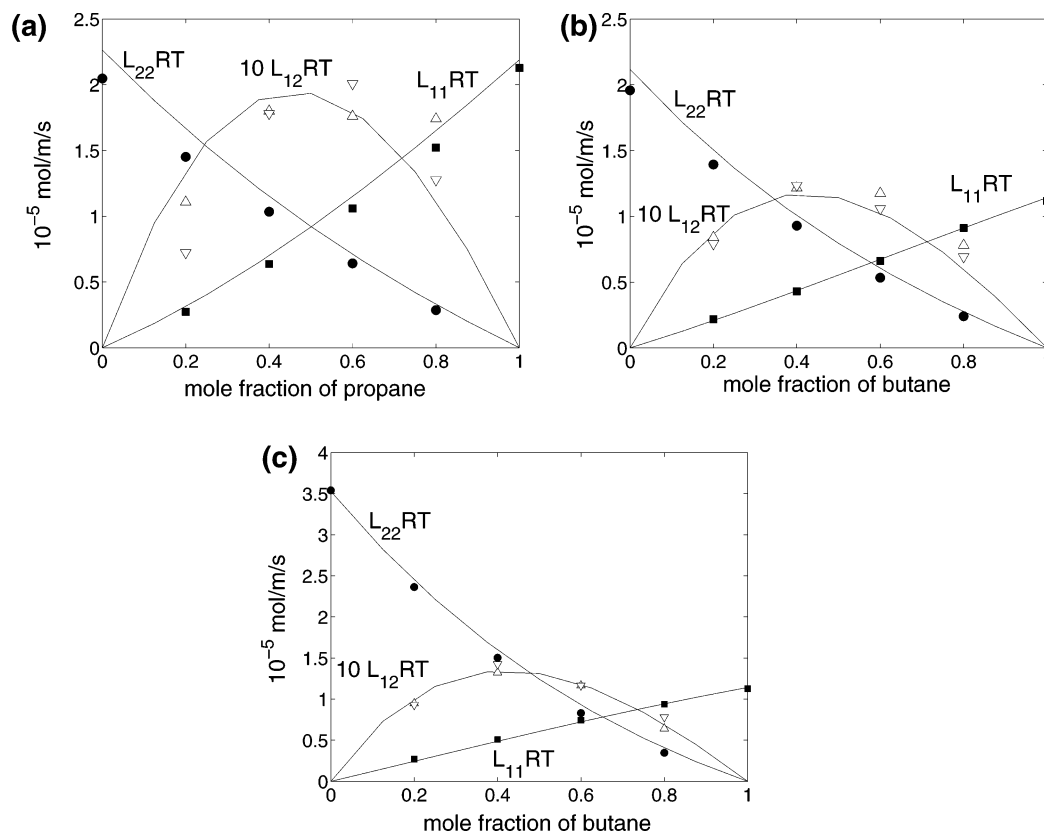 (a)
2.5
2
1.5
1
0.5
0
10⁻⁵ mol/m/s
L₂₂RT
10 L₁₂RT
L₁₁RT
0 0.2 0.4 0.6 0.8 1
mole fraction of propane
(b)
2.5
2
1.5
1
0.5
0
10⁻⁵ mol/m/s
L₂₂RT
L₁₁RT
10 L₁₂RT
0 0.2 0.4 0.6 0.8
mole fraction of butane
(c)
4
3.5
3
2.5
2
1.5
1
0.5
0
10⁻⁵ mol/m/s
L₂₂RT
10 L₁₂RT
L₁₁RT
0 0.2 0.4 0.6 0.8 1
mole fraction of butane